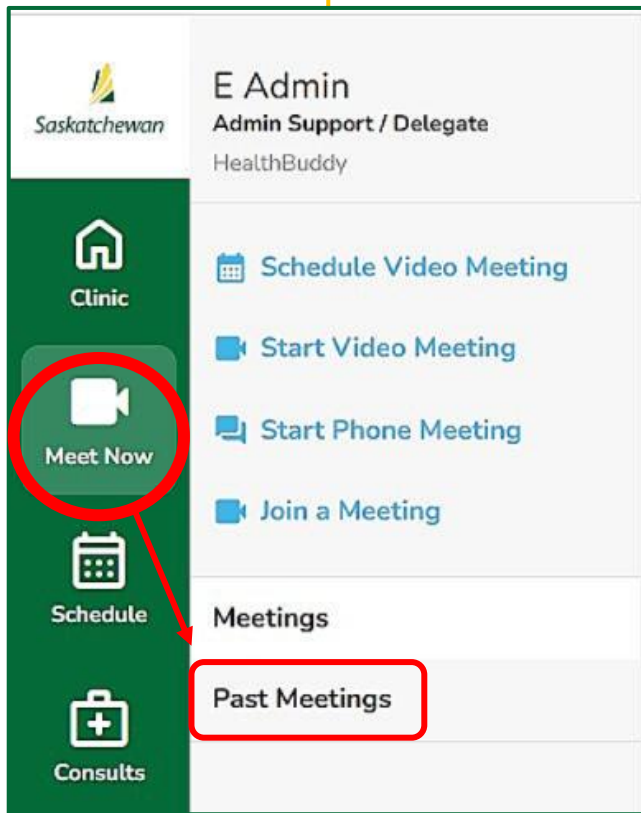 Saskatchewan
E Admin
Admin Support / Delegate
HealthBuddy
Clinic
Meet Now
Schedule
Consults
Schedule Video Meeting
Start Video Meeting
Start Phone Meeting
Join a Meeting
Meetings
Past Meetings